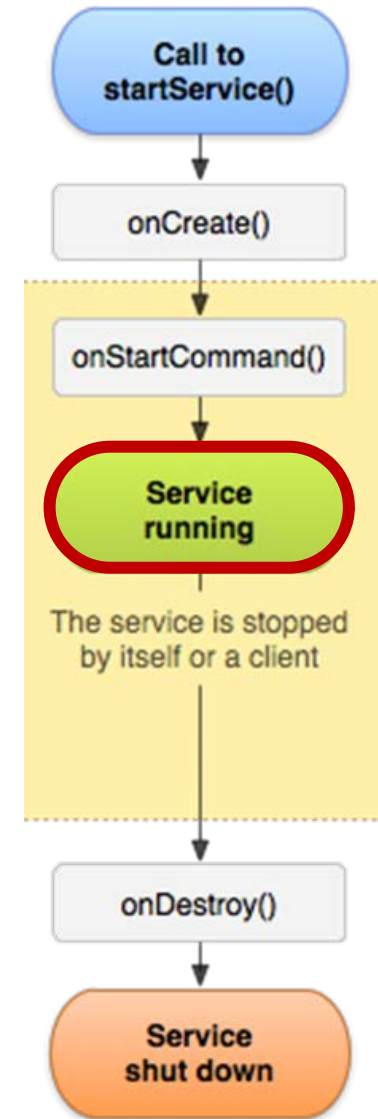 Call to
startService()
onCreate()
onStartCommand()
Service
running
The service is stopped
by itself or a client
onDestroy()
Service
shut down